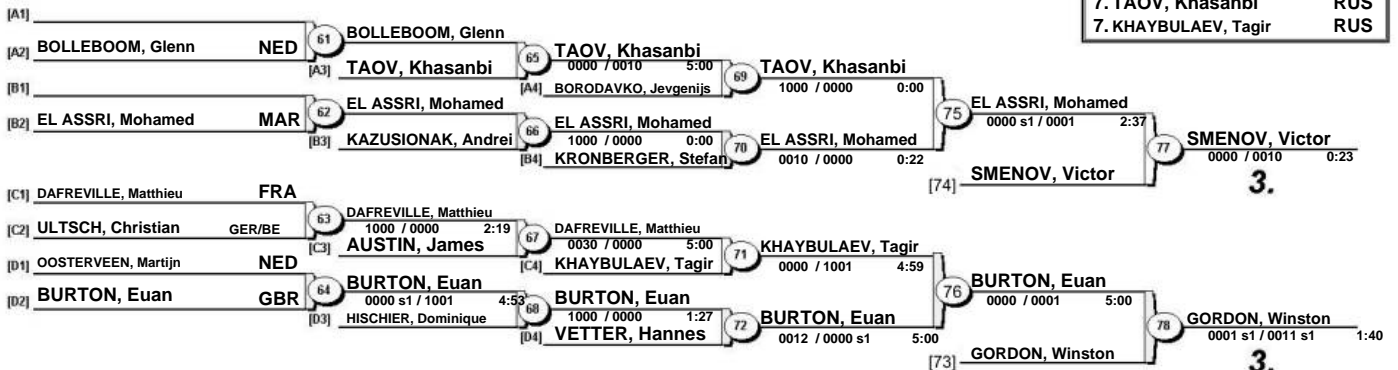 7. TAOV, Khasanbi RUS
7. KHAYBULAEV, Tagir RUS
[A1]
[A2] BOLLEBOOM, Glenn NED
61
BOLLEBOOM, Glenn
[A3] TAOV, Khasanbi
65
TAOV, Khasanbi
0000 / 0010 5:00
[A4] BORODAVKO, Jevgenijs
69
TAOV, Khasanbi
1000 / 0000 0:00
[B1]
[B2] EL ASSRI, Mohamed MAR
62
EL ASSRI, Mohamed
[B3] KAZUSIONAK, Andrei
66
EL ASSRI, Mohamed
1000 / 0000 0:00
[B4] KRONBERGER, Stefan
70
EL ASSRI, Mohamed
0010 / 0000 0:22
75
EL ASSRI, Mohamed
0000 s1 / 0001 2:37
[74] SMENOV, Victor
77
SMENOV, Victor
0000 / 0010 0:23
3.
[C1] DAFREVILLE, Matthieu FRA
[C2] ULTSCH, Christian GER/BE
63
DAFREVILLE, Matthieu
1000 / 0000 2:19
[C3] AUSTIN, James
67
DAFREVILLE, Matthieu
0030 / 0000 5:00
[C4] KHAYBULAEV, Tagir
71
KHAYBULAEV, Tagir
0000 / 1001 4:59
[D1] OOSTERVEEN, Martijn NED
[D2] BURTON, Euan GBR
64
BURTON, Euan
0000 s1 / 1001 4:53
[D3] HISCHIER, Dominique
68
BURTON, Euan
1000 / 0000 1:27
[D4] VETTER, Hannes
72
BURTON, Euan
0012 / 0000 s1 5:00
76
BURTON, Euan
0000 / 0001 5:00
[73] GORDON, Winston
78
GORDON, Winston
0001 s1 / 0011 s1 1:40
3.